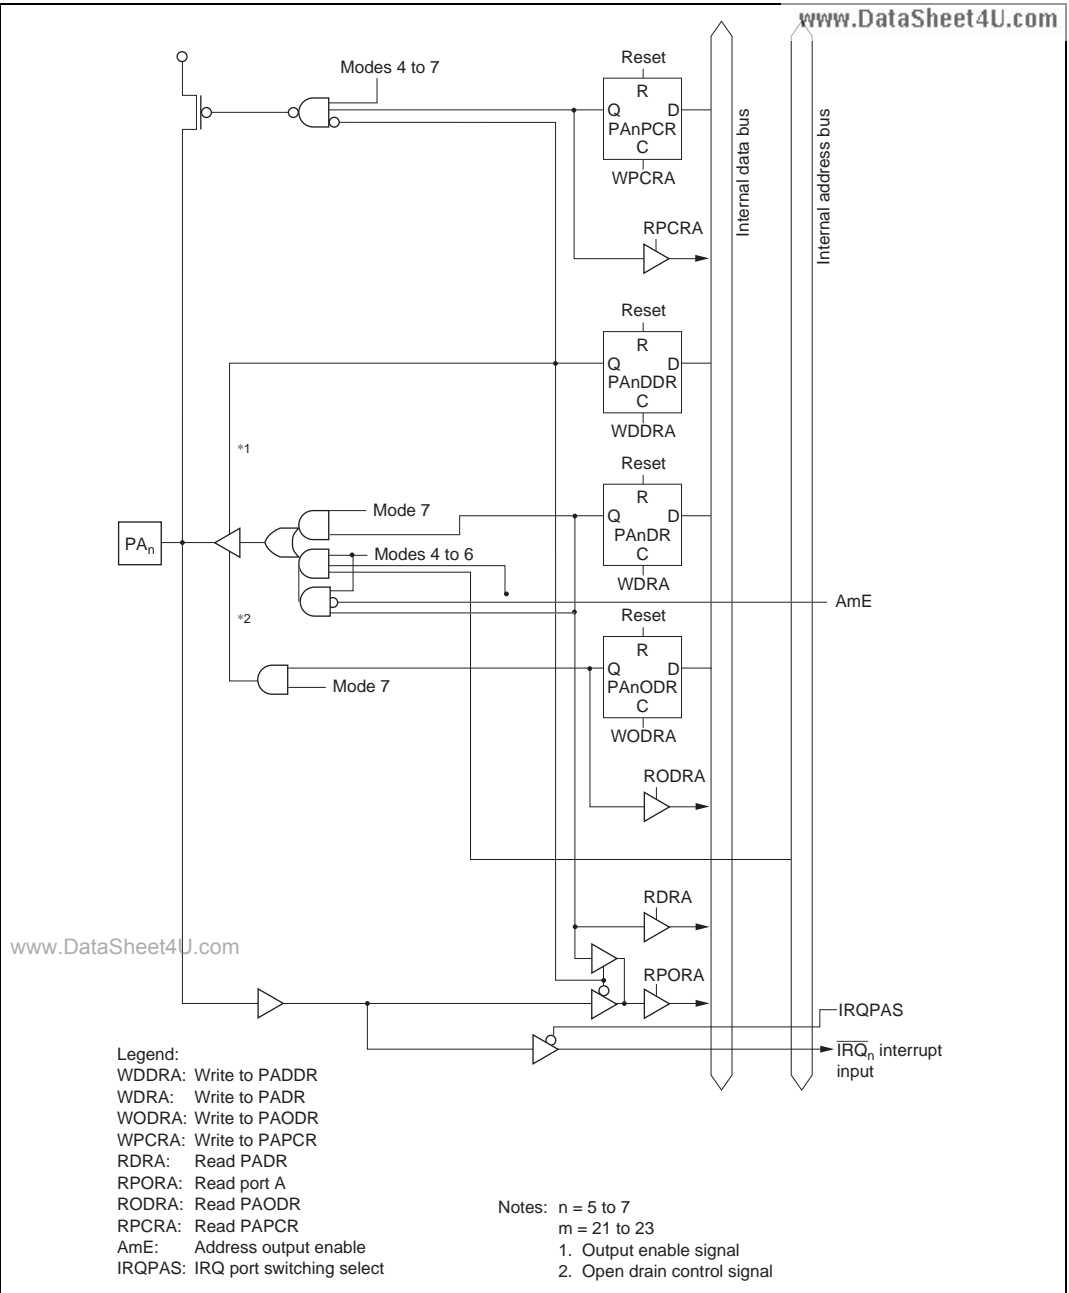 www.DataSheet4U.com
Modes 4 to 7
Reset
R
Q D
PAnPCR
C
WPCRA
Internal data bus
Internal address bus
RPCRA
Reset
R
Q D
PAnDDR
C
WDDRA
*1
Reset
R
Q D
PAnDR
C
WDRA
Mode 7
PAn
Modes 4 to 6
AmE
*2
Reset
R
Q D
PAnODR
C
WODRA
Mode 7
RODRA
RDRA
www.DataSheet4U.com
RPORA
IRQPAS
IRQn interrupt
input
Legend:
WDDRA: Write to PADDR
WDRA: Write to PADR
WODRA: Write to PAODR
WPCRA: Write to PAPCR
RDRA: Read PADR
RPORA: Read port A
RODRA: Read PAODR
RPCRA: Read PAPCR
AmE: Address output enable
IRQPAS: IRQ port switching select
Notes: n = 5 to 7
m = 21 to 23
1. Output enable signal
2. Open drain control signal